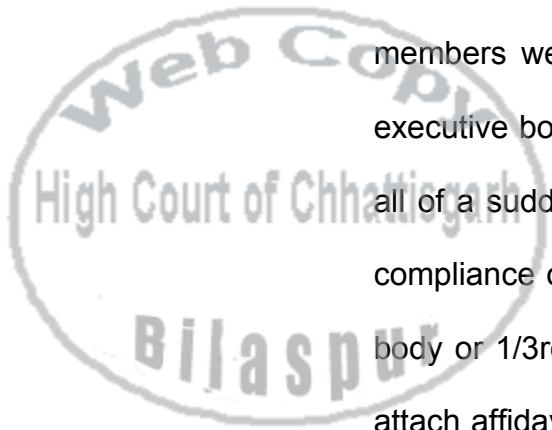 Web Copy
High Court of Chhattisgarh
Bilaspur
members we
executive bo
all of a sudd
compliance o
body or 1/3r
attach affidav